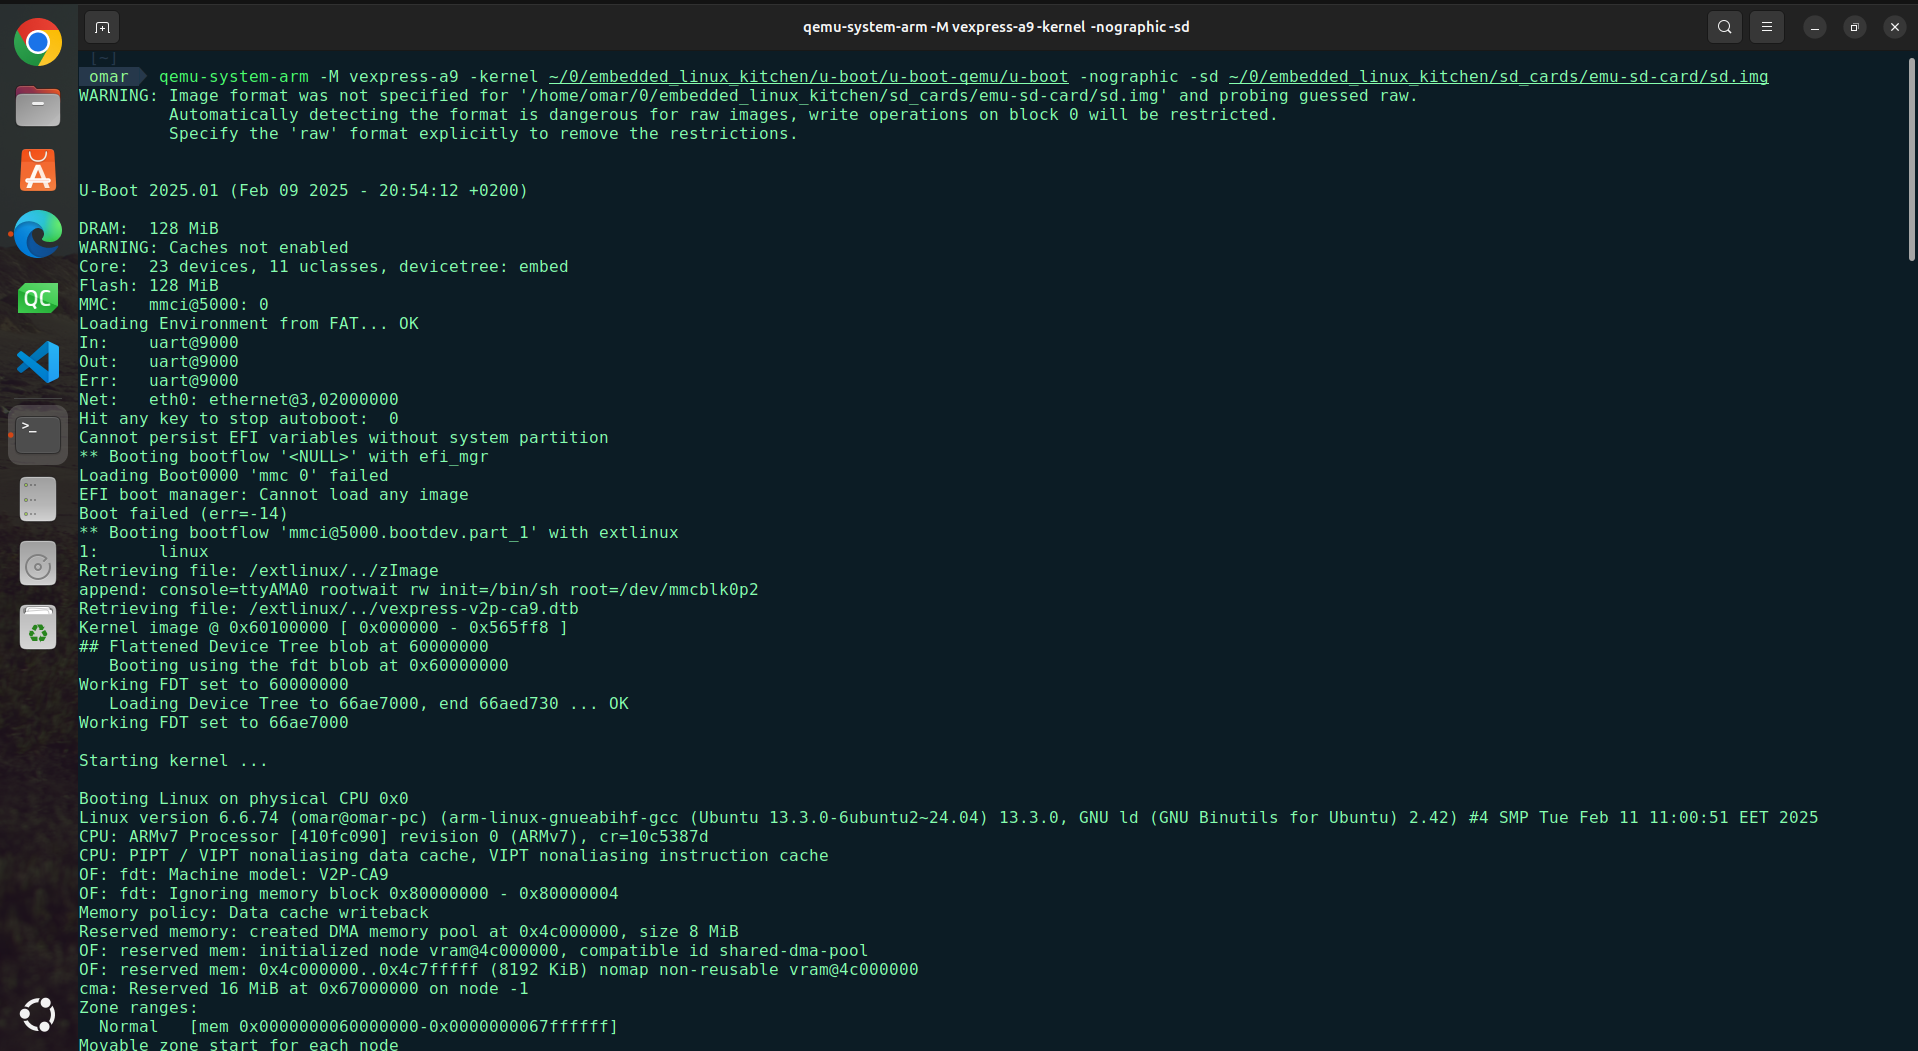 qemu-system-arm -M vexpress-a9 -kernel -nographic -sd
[~]
omar qemu-system-arm -M vexpress-a9 -kernel ~/0/embedded_linux_kitchen/u-boot/u-boot-qemu/u-boot -nographic -sd ~/0/embedded_linux_kitchen/sd_cards/emu-sd-card/sd.img
WARNING: Image format was not specified for '/home/omar/0/embedded_linux_kitchen/sd_cards/emu-sd-card/sd.img' and probing guessed raw.
         Automatically detecting the format is dangerous for raw images, write operations on block 0 will be restricted.
         Specify the 'raw' format explicitly to remove the restrictions.
U-Boot 2025.01 (Feb 09 2025 - 20:54:12 +0200)
DRAM:  128 MiB
WARNING: Caches not enabled
Core:  23 devices, 11 uclasses, devicetree: embed
Flash: 128 MiB
MMC:   mmci@5000: 0
Loading Environment from FAT... OK
In:    uart@9000
Out:   uart@9000
Err:   uart@9000
Net:   eth0: ethernet@3,02000000
Hit any key to stop autoboot:  0
Cannot persist EFI variables without system partition
** Booting bootflow '<NULL>' with efi_mgr
Loading Boot0000 'mmc 0' failed
EFI boot manager: Cannot load any image
Boot failed (err=-14)
** Booting bootflow 'mmci@5000.bootdev.part_1' with extlinux
1:      linux
Retrieving file: /extlinux/../zImage
append: console=ttyAMA0 rootwait rw init=/bin/sh root=/dev/mmcblk0p2
Retrieving file: /extlinux/../vexpress-v2p-ca9.dtb
Kernel image @ 0x60100000 [ 0x000000 - 0x565ff8 ]
## Flattened Device Tree blob at 60000000
   Booting using the fdt blob at 0x60000000
Working FDT set to 60000000
   Loading Device Tree to 66ae7000, end 66aed730 ... OK
Working FDT set to 66ae7000
Starting kernel ...
Booting Linux on physical CPU 0x0
Linux version 6.6.74 (omar@omar-pc) (arm-linux-gnueabihf-gcc (Ubuntu 13.3.0-6ubuntu2~24.04) 13.3.0, GNU ld (GNU Binutils for Ubuntu) 2.42) #4 SMP Tue Feb 11 11:00:51 EET 2025
CPU: ARMv7 Processor [410fc090] revision 0 (ARMv7), cr=10c5387d
CPU: PIPT / VIPT nonaliasing data cache, VIPT nonaliasing instruction cache
OF: fdt: Machine model: V2P-CA9
OF: fdt: Ignoring memory block 0x80000000 - 0x80000004
Memory policy: Data cache writeback
Reserved memory: created DMA memory pool at 0x4c000000, size 8 MiB
OF: reserved mem: initialized node vram@4c000000, compatible id shared-dma-pool
OF: reserved mem: 0x4c000000..0x4c7fffff (8192 KiB) nomap non-reusable vram@4c000000
cma: Reserved 16 MiB at 0x67000000 on node -1
Zone ranges:
  Normal   [mem 0x0000000060000000-0x0000000067ffffff]
Movable zone start for each node
QC